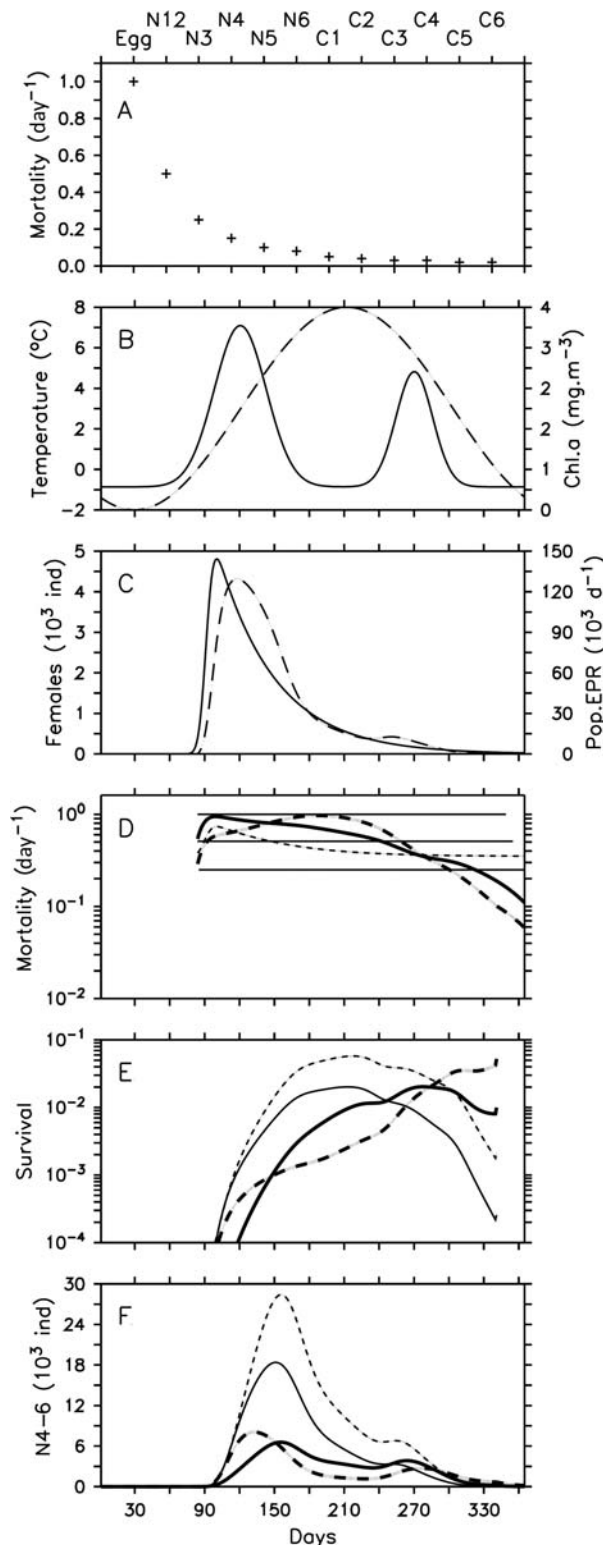 N12 N4 N6 C2 C4 C6
Egg N3 N5 C1 C3 C5
A
Mortality (day⁻¹)
1.0
0.8
0.6
0.4
0.2
0.0
B
Temperature (°C)
8
6
4
2
0
−2
Chl.a (mg.m⁻³)
4
3
2
2
1
0
C
Females (10³ ind)
5
4
3
2
1
0
Pop.EPR (10³ d⁻¹)
150
120
90
60
30
0
D
Mortality (day⁻¹)
10⁰
10⁻¹
10⁻²
E
Survival
10⁻¹
10⁻²
10⁻³
10⁻⁴
F
N4−6 (10³ ind)
30
24
18
12
6
0
30 90 150 210 270 330
Days